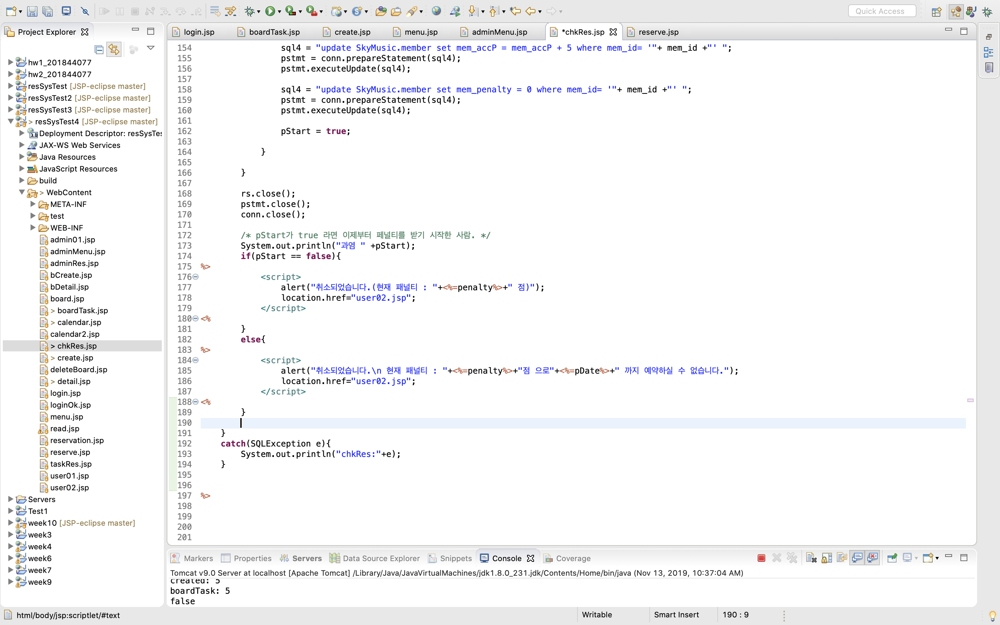 Quick Access
Project Explorer
login.jsp
boardTask.jsp
create.jsp
menu.jsp
adminMenu.jsp
*chkRes.jsp
reserve.jsp
hw1_201844077
hw2_201844077
resSysTest [JSP-eclipse master]
resSysTest2 [JSP-eclipse master]
resSysTest3 [JSP-eclipse master]
> resSysTest4 [JSP-eclipse master]
3.0 Deployment Descriptor: resSysTes
JAX-WS Web Services
Java Resources
JavaScript Resources
build
> WebContent
META-INF
test
WEB-INF
admin01.jsp
adminMenu.jsp
adminRes.jsp
bCreate.jsp
bDetail.jsp
board.jsp
> boardTask.jsp
> calendar.jsp
calendar2.jsp
> chkRes.jsp
> create.jsp
deleteBoard.jsp
> detail.jsp
login.jsp
loginOk.jsp
menu.jsp
read.jsp
reservation.jsp
reserve.jsp
taskRes.jsp
user01.jsp
user02.jsp
Servers
Test1
week10 [JSP-eclipse master]
week3
week4
week6
week7
week9
154 sql4 = "update SkyMusic.member set mem_accP = mem_accP + 5 where mem_id= '"+ mem_id +"' ";
155 pstmt = conn.prepareStatement(sql4);
156 pstmt.executeUpdate(sql4);
157
158 sql4 = "update SkyMusic.member set mem_penalty = 0 where mem_id= '"+ mem_id +"' ";
159 pstmt = conn.prepareStatement(sql4);
160 pstmt.executeUpdate(sql4);
161
162 pStart = true;
163
164 }
165
166 }
167
168 rs.close();
169 pstmt.close();
170 conn.close();
171
172 /* pStart가 true 라면 이제부터 페널티를 받기 시작한 사람. */
173 System.out.println("과염 " +pStart);
174 if(pStart == false){
175 %>
176 <script>
177 alert("취소되었습니다.(현재 패널티 : "+<%=penalty%>+" 점)");
178 location.href="user02.jsp";
179 </script>
180 <%
181 }
182 else{
183 %>
184 <script>
185 alert("취소되었습니다.\n 현재 패널티 : "+<%=penalty%>+"점 으로"+<%=pDate%>+" 까지 예약하실 수 없습니다.");
186 location.href="user02.jsp";
187 </script>
188 <%
189 }
190
191 }
192 catch(SQLException e){
193 System.out.println("chkRes:"+e);
194 }
195
196
197 %>
198
199
200
201
Markers
Properties
Servers
Data Source Explorer
Snippets
Console
Coverage
Tomcat v9.0 Server at localhost [Apache Tomcat] /Library/Java/JavaVirtualMachines/jdk1.8.0_231.jdk/Contents/Home/bin/java (Nov 13, 2019, 10:37:04 AM)
created: 5
boardTask: 5
false
html/body/jsp:scriptlet/#text
Writable
Smart Insert
190 : 9